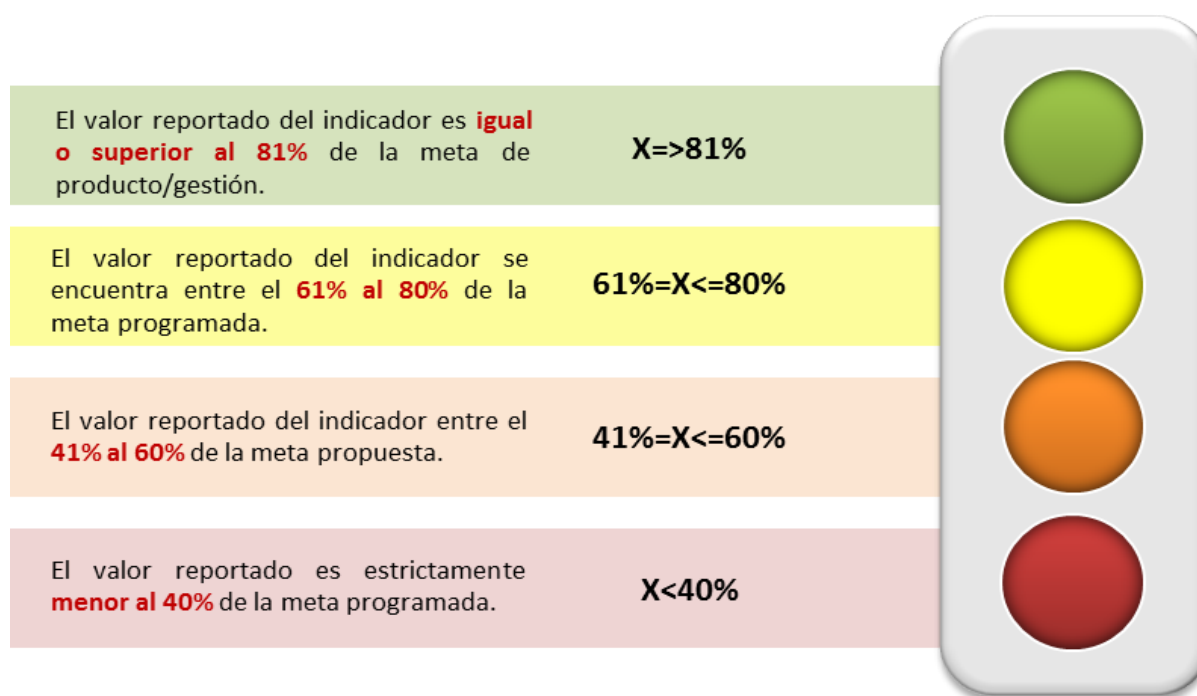 El valor reportado del indicador es igual
o superior al 81% de la meta de
producto/gestión.
X=>81%
El valor reportado del indicador se
encuentra entre el 61% al 80% de la
meta programada.
61%=X<=80%
El valor reportado del indicador entre el
41% al 60% de la meta propuesta.
41%=X<=60%
El valor reportado es estrictamente
menor al 40% de la meta programada.
X<40%